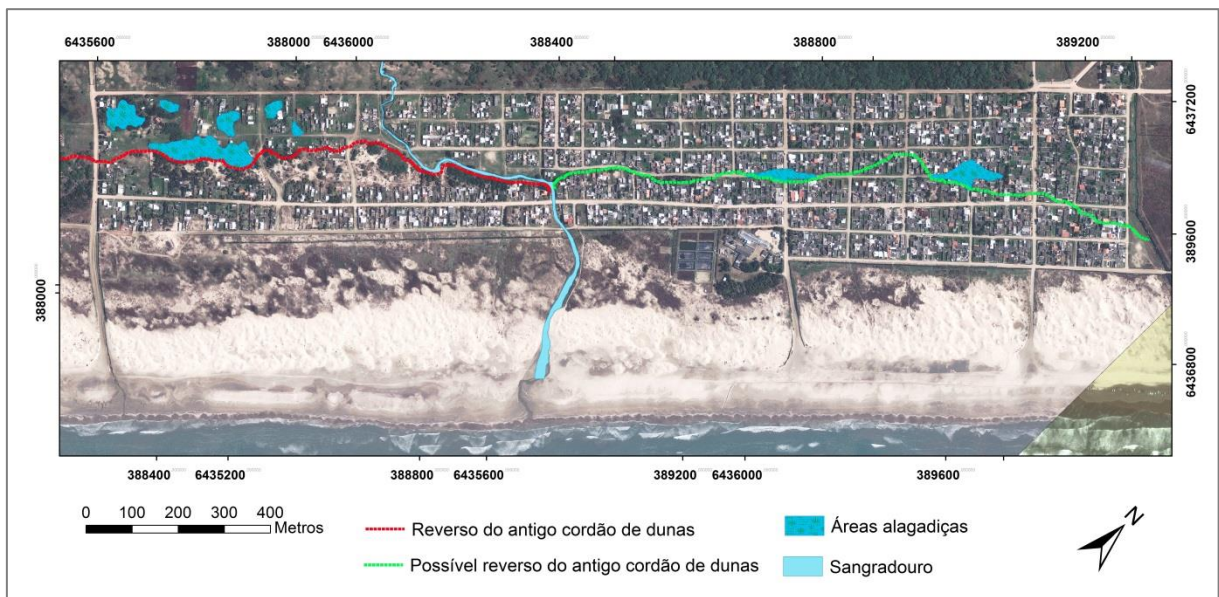 6435600 388000 6436000 388400 388800 389200
6437200
389600
6436800
388000
388400 6435200 388800 6435600 389200 6436000 389600
0 100 200 300 400
Metros
Reverso do antigo cordão de dunas
Possível reverso do antigo cordão de dunas
Áreas alagadiças
Sangradouro
N